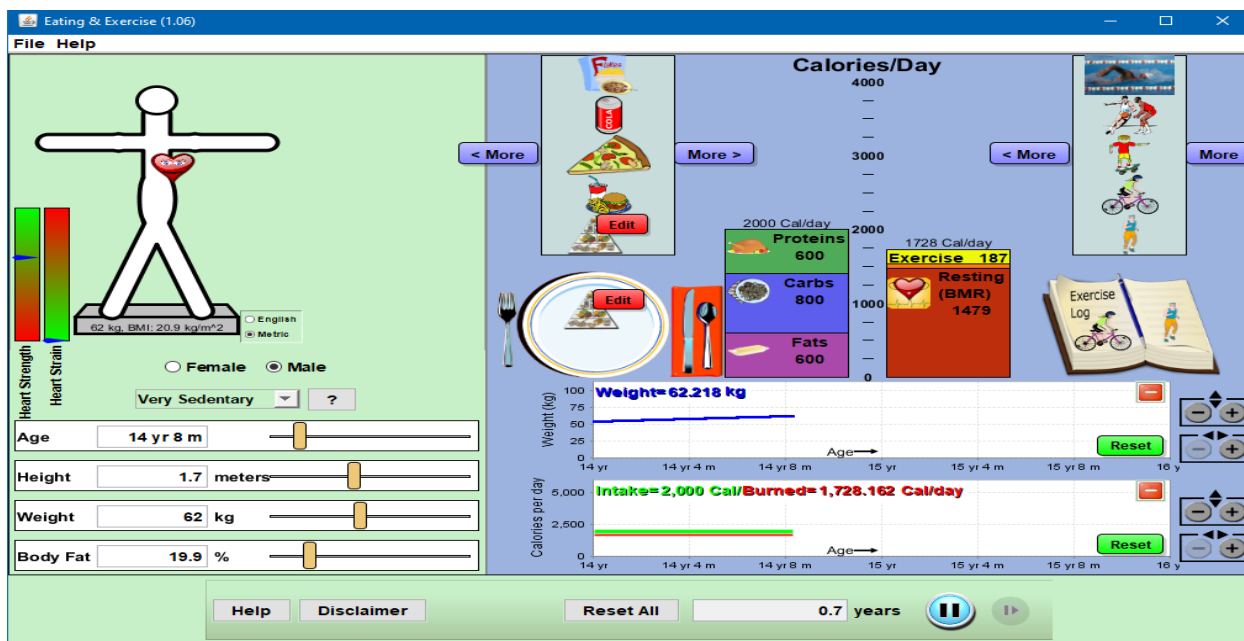 Eating & Exercise (1.06)
File Help
Calories/Day
4000
3000
2000
1000
0
< More
More >
< More
More
COLA
Edit
Edit
2000 Cal/day
Proteins
600
Carbs
800
Fats
600
1728 Cal/day
Exercise 187
Resting
(BMR)
1479
Exercise
Log
62 kg, BMI: 20.9 kg/m^2
English
Metric
Heart Strength
Heart Strain
Female Male
Very Sedentary ?
Age 14 yr 8 m
Height 1.7 meters
Weight 62 kg
Body Fat 19.9 %
Weight (kg)
100
75
50
25
0
Weight= 62.218 kg
Age
Reset
14 yr 14 yr 4 m 14 yr 8 m 15 yr 15 yr 4 m 15 yr 8 m 16 y
Calories per day
5,000
2,500
0
Intake= 2,000 Cal/Burned= 1,728.162 Cal/day
Age
Reset
14 yr 14 yr 4 m 14 yr 8 m 15 yr 15 yr 4 m 15 yr 8 m 16 y
Help Disclaimer Reset All 0.7 years